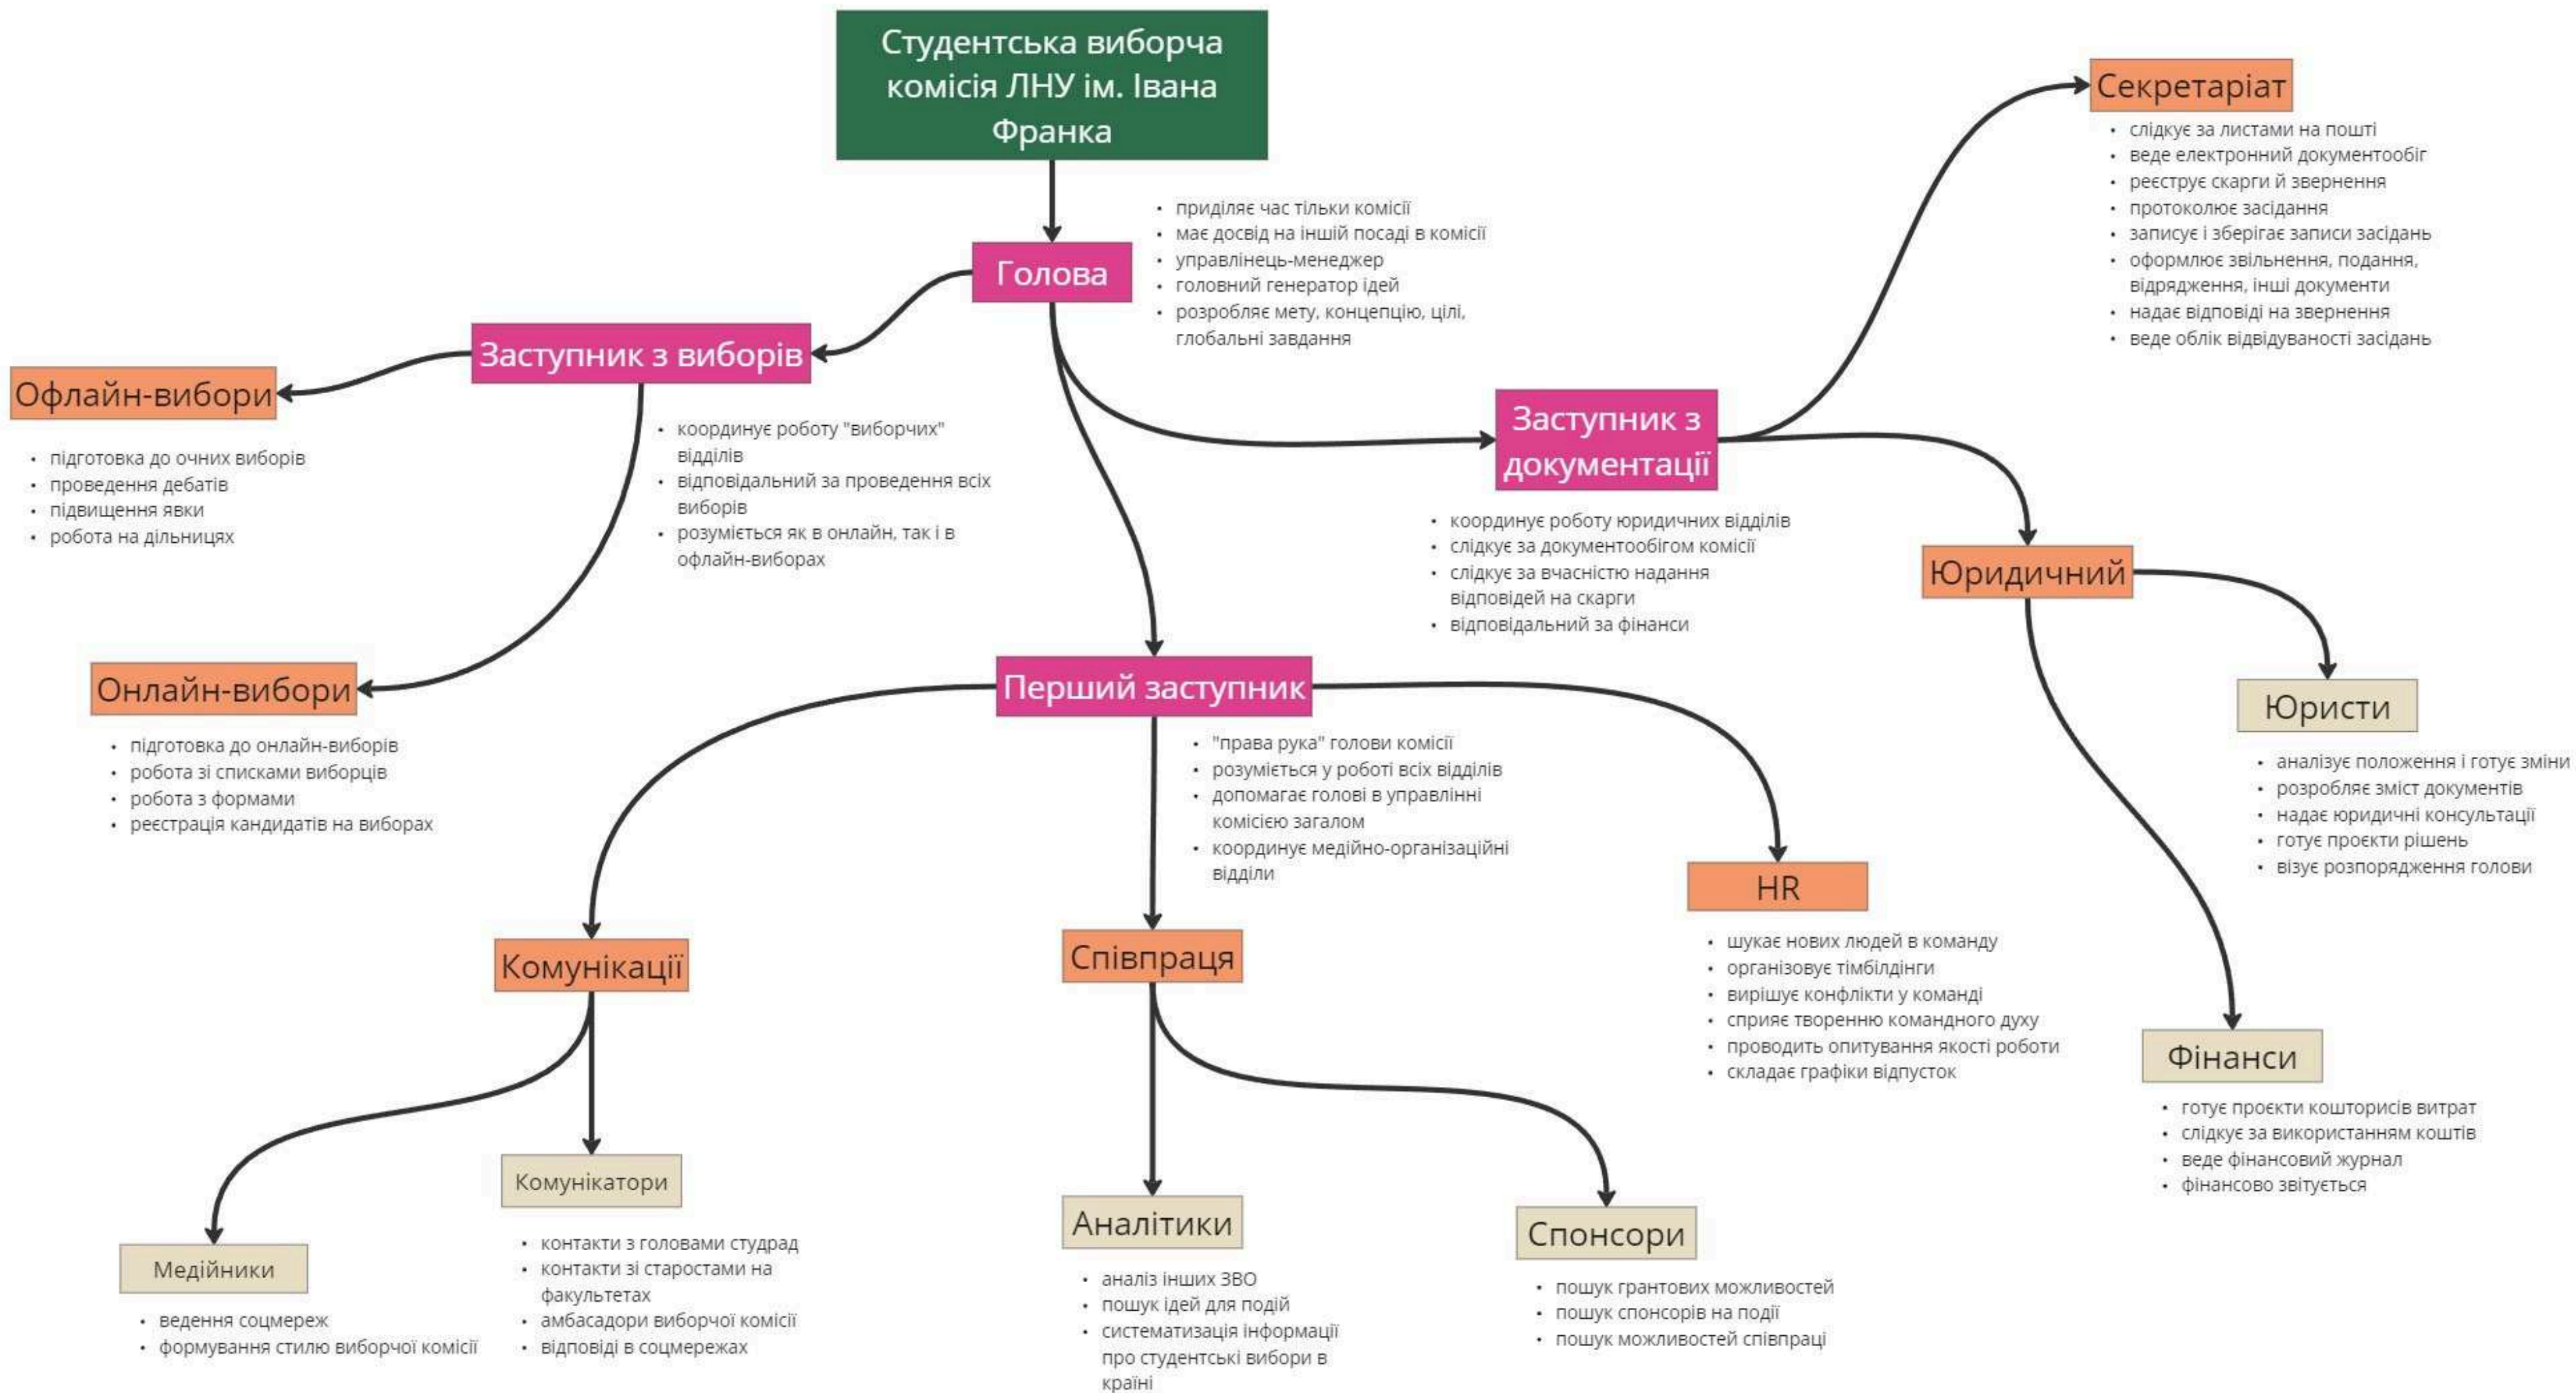 Студентська виборча
комісія ЛНУ ім. Івана
Франка
Голова
• приділяє час тільки комісії
• має досвід на іншій посаді в комісії
• управлінець-менеджер
• головний генератор ідей
• розробляє мету, концепцію, цілі,
глобальні завдання
Заступник з виборів
• координує роботу "виборчих"
відділів
• відповідальний за проведення всіх
виборів
• розуміється як в онлайн, так і в
офлайн-виборах
Офлайн-вибори
• підготовка до очних виборів
• проведення дебатів
• підвищення явки
• робота на дільницях
Онлайн-вибори
• підготовка до онлайн-виборів
• робота зі списками виборців
• робота з формами
• реєстрація кандидатів на виборах
Заступник з
документації
• координує роботу юридичних відділів
• слідкує за документообігом комісії
• слідкує за вчасністю надання
відповідей на скарги
• відповідальний за фінанси
Секретаріат
• слідкує за листами на пошті
• веде електронний документообіг
• реєструє скарги й звернення
• протоколює засідання
• записує і зберігає записи засідань
• оформлює звільнення, подання,
відрядження, інші документи
• надає відповіді на звернення
• веде облік відвідуваності засідань
Юридичний
Юристи
• аналізує положення і готує зміни
• розробляє зміст документів
• надає юридичні консультації
• готує проєкти рішень
• візує розпорядження голови
Фінанси
• готує проєкти кошторисів витрат
• слідкує за використанням коштів
• веде фінансовий журнал
• фінансово звітується
Перший заступник
• "права рука" голови комісії
• розуміється у роботі всіх відділів
• допомагає голові в управлінні
комісією загалом
• координує медійно-організаційні
відділи
HR
• шукає нових людей в команду
• організовує тімбілдінги
• вирішує конфлікти у команді
• сприяє творенню командного духу
• проводить опитування якості роботи
• складає графіки відпусток
Комунікації
Медійники
• ведення соцмереж
• формування стилю виборчої комісії
Комунікатори
• контакти з головами студрад
• контакти зі старостами на
факультетах
• амбасадори виборчої комісії
• відповіді в соцмережах
Співпраця
Аналітики
• аналіз інших ЗВО
• пошук ідей для подій
• систематизація інформації
про студентські вибори в
країні
Спонсори
• пошук грантових можливостей
• пошук спонсорів на події
• пошук можливостей співпраці